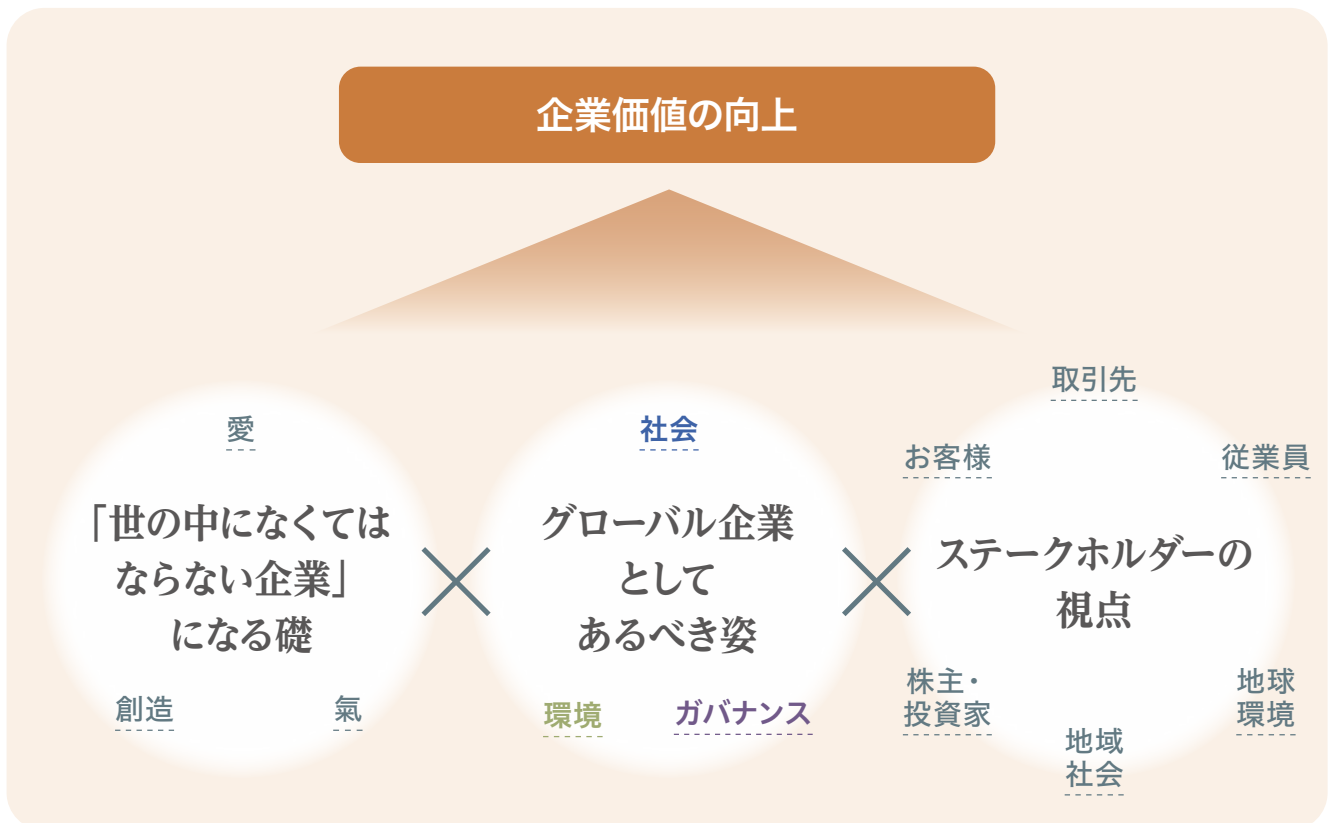 企業価値の向上
愛
「世の中になくては
ならない企業」
になる礎
創造
氣
社会
グローバル企業
として
あるべき姿
環境
ガバナンス
取引先
お客様
従業員
ステークホルダーの
視点
株主・
投資家
地球
環境
地域
社会